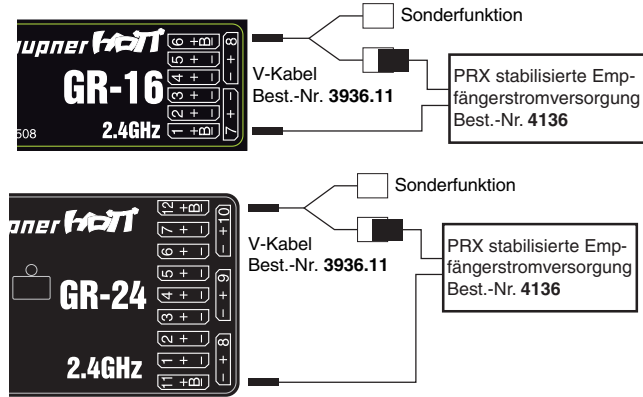 upner HoTT
GR-16
2.4GHz
508
6 +B
5 + –
4 + –
3 + –
2 + –
1 +B
– + 8
7 + –
Sonderfunktion
V-Kabel
Best.-Nr. 3936.11
PRX stabilisierte Emp-
fängerstromversorgung
Best.-Nr. 4136
pner HoTT
GR-24
2.4GHz
12 +B
7 + –
6 + –
5 + –
4 + –
3 + –
2 + –
1 + –
11 +B
– +10
– + 9
– + 8
Sonderfunktion
V-Kabel
Best.-Nr. 3936.11
PRX stabilisierte Emp-
fängerstromversorgung
Best.-Nr. 4136